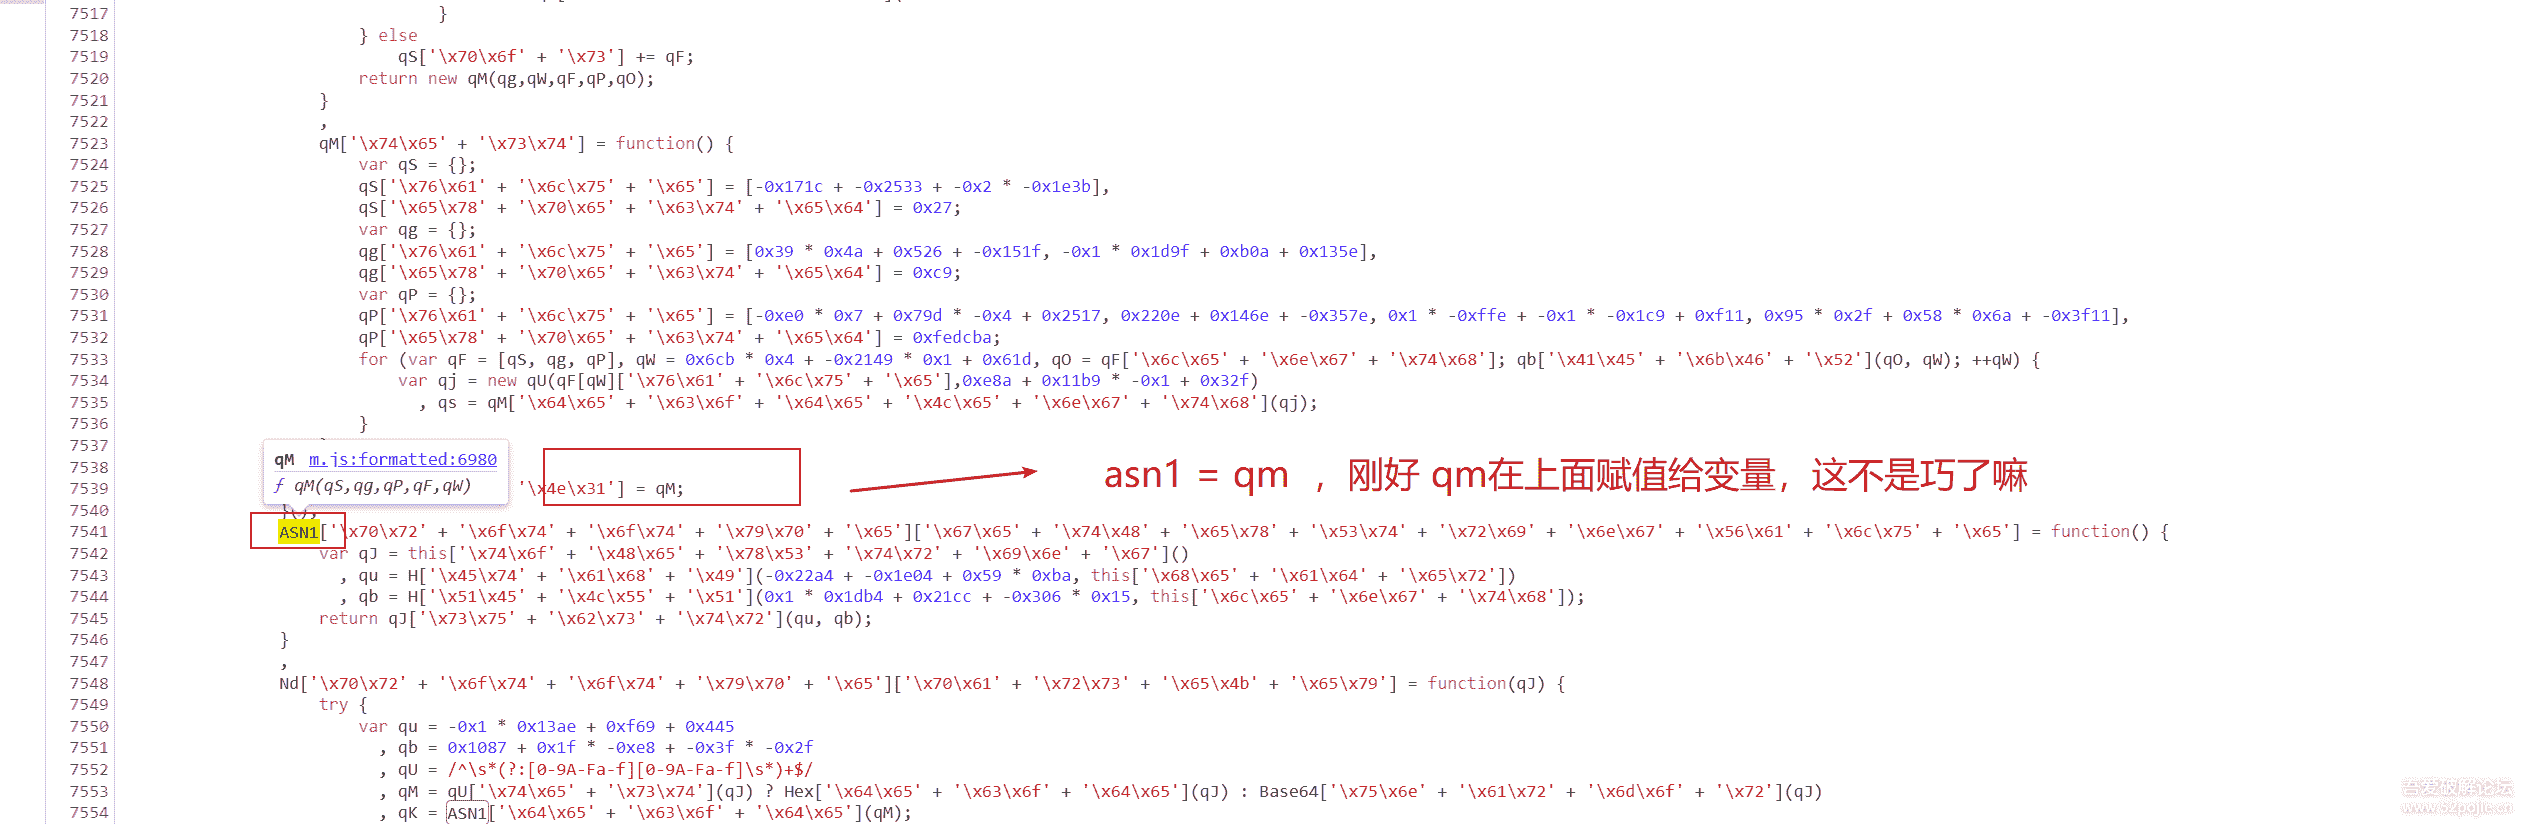 7517 }
7518 } else
7519 qS['\x70\x6f' + '\x73'] += qF;
7520 return new qM(qg,qW,qF,qP,qO);
7521 }
7522 ,
7523 qM['\x74\x65' + '\x73\x74'] = function() {
7524 var qS = {};
7525 qS['\x76\x61' + '\x6c\x75' + '\x65'] = [-0x171c + -0x2533 + -0x2 * -0x1e3b],
7526 qS['\x65\x78' + '\x70\x65' + '\x63\x74' + '\x65\x64'] = 0x27;
7527 var qg = {};
7528 qg['\x76\x61' + '\x6c\x75' + '\x65'] = [0x39 * 0x4a + 0x526 + -0x151f, -0x1 * 0x1d9f + 0xb0a + 0x135e],
7529 qg['\x65\x78' + '\x70\x65' + '\x63\x74' + '\x65\x64'] = 0xc9;
7530 var qP = {};
7531 qP['\x76\x61' + '\x6c\x75' + '\x65'] = [-0xe0 * 0x7 + 0x79d * -0x4 + 0x2517, 0x220e + 0x146e + -0x357e, 0x1 * -0xffe + -0x1 * -0x1c9 + 0xf11, 0x95 * 0x2f + 0x58 * 0x6a + -0x3f11],
7532 qP['\x65\x78' + '\x70\x65' + '\x63\x74' + '\x65\x64'] = 0xfedcba;
7533 for (var qF = [qS, qg, qP], qW = 0x6cb * 0x4 + -0x2149 * 0x1 + 0x61d, qO = qF['\x6c\x65' + '\x6e\x67' + '\x74\x68']; qb['\x41\x45' + '\x6b\x46' + '\x52'](qO, qW); ++qW) {
7534 var qj = new qU(qF[qW]['\x76\x61' + '\x6c\x75' + '\x65'],0xe8a + 0x11b9 * -0x1 + 0x32f)
7535 , qs = qM['\x64\x65' + '\x63\x6f' + '\x64\x65' + '\x4c\x65' + '\x6e\x67' + '\x74\x68'](qj);
7536 }
7537
qM m.js:formatted:6980
7538
asn1 = qm ，刚好 qm在上面赋值给变量，这不是巧了嘛
ƒ qM(qS,qg,qP,qF,qW)
7539 '\x4e\x31'] = qM;
7540 }();
7541 ASN1['\x70\x72' + '\x6f\x74' + '\x6f\x74' + '\x79\x70' + '\x65']['\x67\x65' + '\x74\x48' + '\x65\x78' + '\x53\x74' + '\x72\x69' + '\x6e\x67' + '\x56\x61' + '\x6c\x75' + '\x65'] = function() {
7542 var qJ = this['\x74\x6f' + '\x48\x65' + '\x78\x53' + '\x74\x72' + '\x69\x6e' + '\x67']()
7543 , qu = H['\x45\x74' + '\x61\x68' + '\x49'](-0x22a4 + -0x1e04 + 0x59 * 0xba, this['\x68\x65' + '\x61\x64' + '\x65\x72'])
7544 , qb = H['\x51\x45' + '\x4c\x55' + '\x51'](0x1 * 0x1db4 + 0x21cc + -0x306 * 0x15, this['\x6c\x65' + '\x6e\x67' + '\x74\x68']);
7545 return qJ['\x73\x75' + '\x62\x73' + '\x74\x72'](qu, qb);
7546 }
7547 ,
7548 Nd['\x70\x72' + '\x6f\x74' + '\x6f\x74' + '\x79\x70' + '\x65']['\x70\x61' + '\x72\x73' + '\x65\x4b' + '\x65\x79'] = function(qJ) {
7549 try {
7550 var qu = -0x1 * 0x13ae + 0xf69 + 0x445
7551 , qb = 0x1087 + 0x1f * -0xe8 + -0x3f * -0x2f
7552 , qU = /^\s*(?:[0-9A-Fa-f][0-9A-Fa-f]\s*)+$/
7553 , qM = qU['\x74\x65' + '\x73\x74'](qJ) ? Hex['\x64\x65' + '\x63\x6f' + '\x64\x65'](qJ) : Base64['\x75\x6e' + '\x61\x72' + '\x6d\x6f' + '\x72'](qJ)
7554 , qK = ASN1['\x64\x65' + '\x63\x6f' + '\x64\x65'](qM);
吾爱破解论坛
www.52pojie.cn